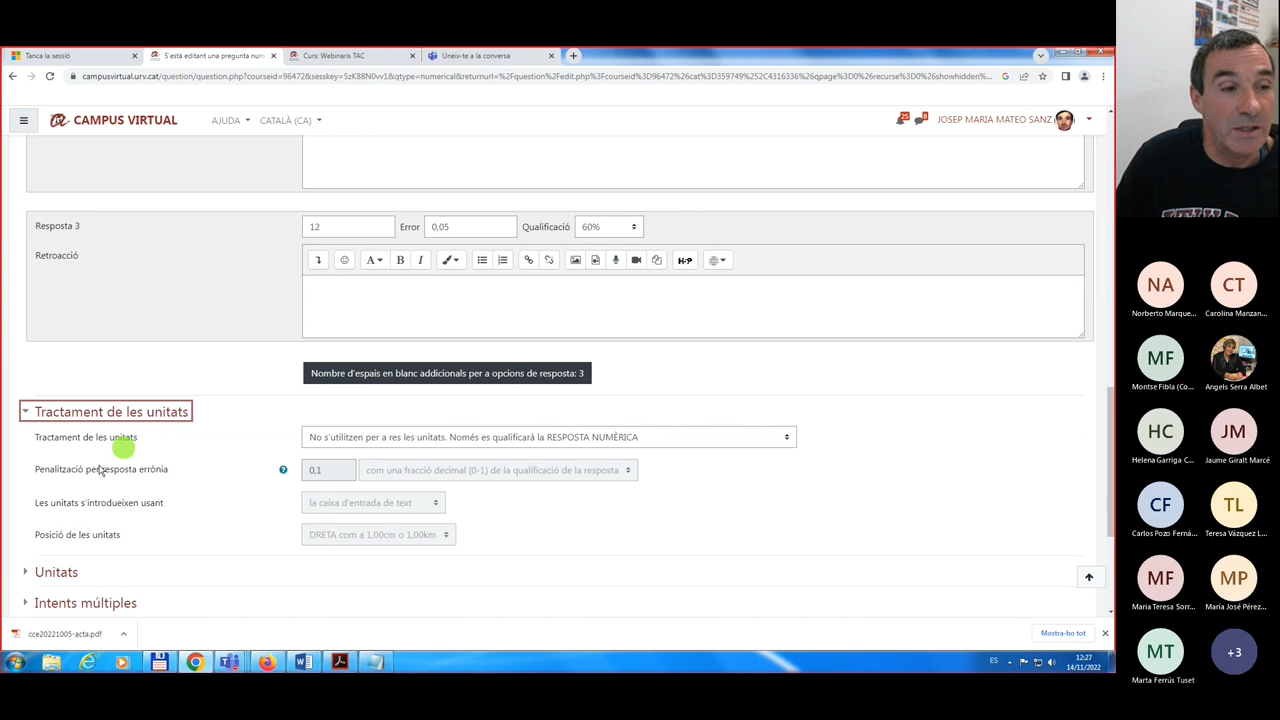 Tanca la sessió
S'està editant una pregunta num
Curs: Webinaris TAC
Uneix-te a la conversa
campusvirtual.urv.cat/question/question.php?courseid=96472&sesskey=5zK88N0vv1&qtype=numerical&returnurl=%2Fquestion%2Fedit.php%3Fcourseid%3D96472%26cat%3D359749%252C4316336%26qpage%3D0%26recurse%3D0%26showhidden%...
CAMPUS VIRTUAL
AJUDA
CATALÀ (CA)
25
8
JOSEP MARIA MATEO SANZ
Resposta 3
12
Error
0,05
Qualificació
60%
Retroacció
A
B
I
H-P
Nombre d'espais en blanc addicionals per a opcions de resposta: 3
Tractament de les unitats
Tractament de les unitats
No s'utilitzen per a res les unitats. Només es qualificarà la RESPOSTA NUMÈRICA
Penalització per resposta errònia
?
0,1
com una fracció decimal (0-1) de la qualificació de la resposta
Les unitats s'introdueixen usant
la caixa d'entrada de text
Posició de les unitats
DRETA com a 1,00cm o 1,00km
Unitats
Intents múltiples
cce20221005-acta.pdf
Mostra-ho tot
ES
12:27
14/11/2022
NA
Norberto Marque...
CT
Carolina Manzan...
MF
Montse Fibla (Co...
Angels Serra Albet
HC
Helena Garriga C...
JM
Jaume Giralt Marcé
CF
Carlos Pozo Ferná...
TL
Teresa Vázquez L...
MF
Maria Teresa Sorr...
MP
María José Pérez...
MT
Marta Ferrús Tuset
+3